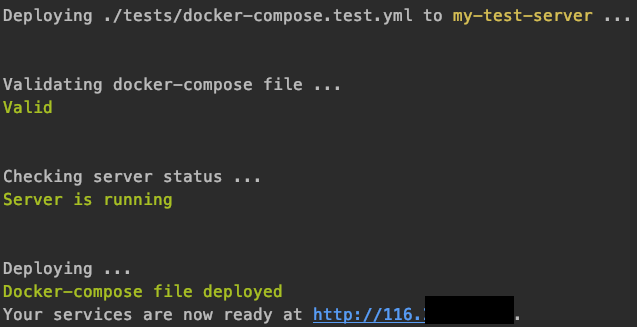 Deploying ./tests/docker-compose.test.yml to my-test-server ...
Validating docker-compose file ...
Valid
Checking server status ...
Server is running
Deploying ...
Docker-compose file deployed
Your services are now ready at http://116. .